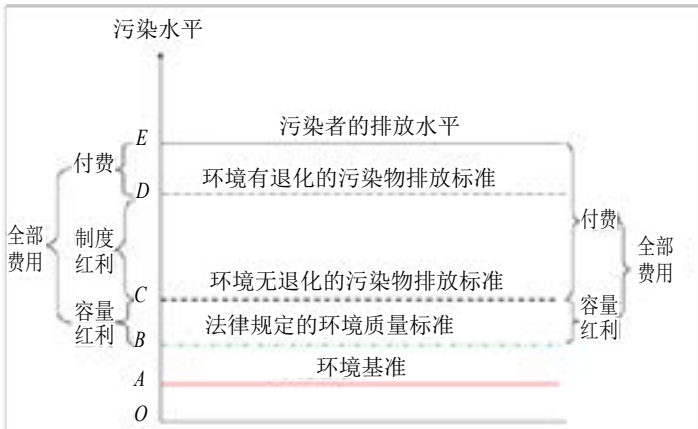 污染水平
E
污染者的排放水平
付费
D
环境有退化的污染物排放标准
付费
全部
费用
制度
红利
全部
费用
C
环境无退化的污染物排放标准
容量
红利
容量
红利
B
法律规定的环境质量标准
A
环境基准
O